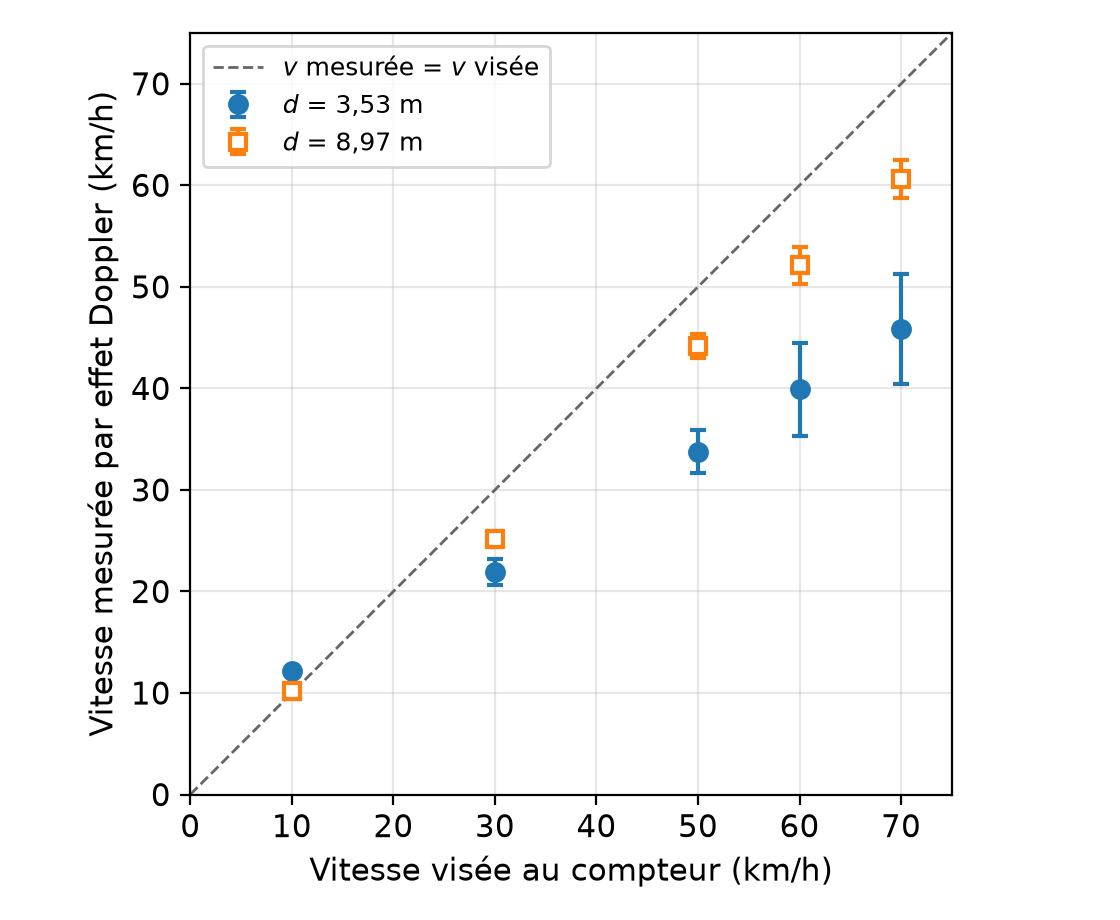 v mesurée = v visée
d = 3,53 m
d = 8,97 m
Vitesse mesurée par effet Doppler (km/h)
70
60
50
40
30
20
10
0
0 10 20 30 40 50 60 70
Vitesse visée au compteur (km/h)